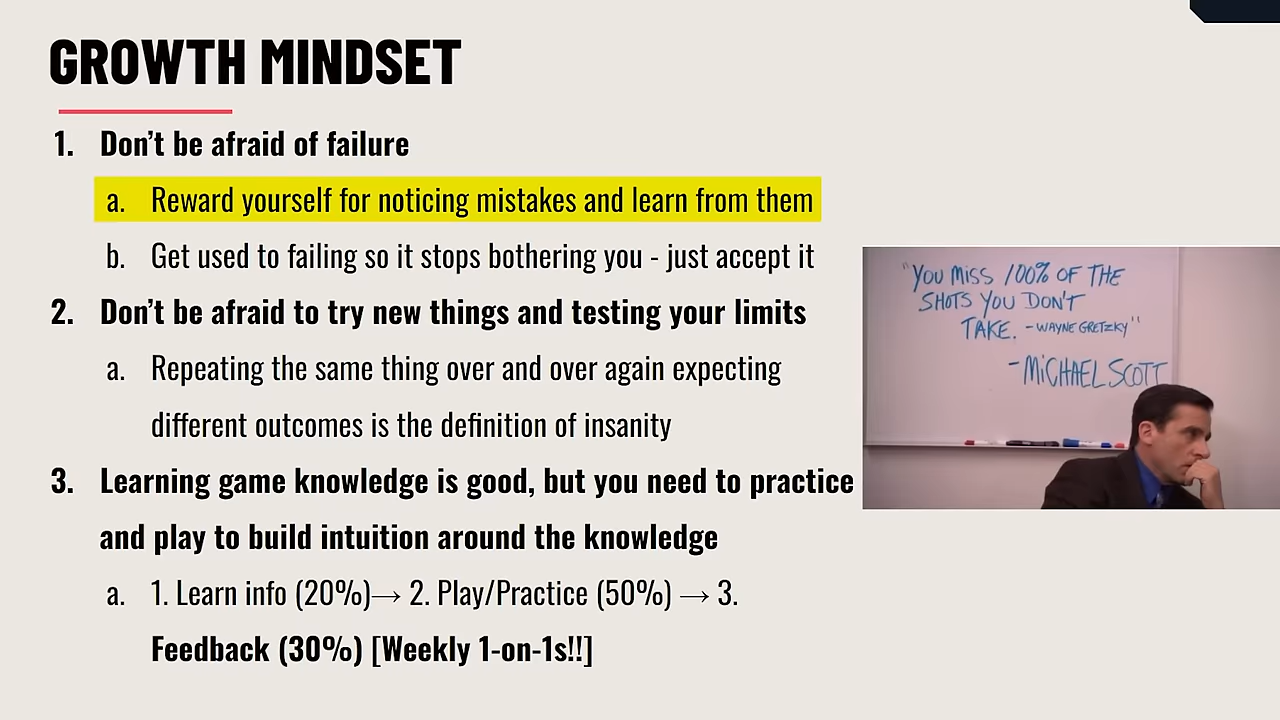 GROWTH MINDSET
1. Don't be afraid of failure
a. Reward yourself for noticing mistakes and learn from them
b. Get used to failing so it stops bothering you - just accept it
2. Don't be afraid to try new things and testing your limits
a. Repeating the same thing over and over again expecting
different outcomes is the definition of insanity
3. Learning game knowledge is good, but you need to practice
and play to build intuition around the knowledge
a. 1. Learn info (20%)→ 2. Play/Practice (50%) → 3.
Feedback (30%) [Weekly 1-on-1s!!]
"YOU MISS 100% OF THE
SHOTS YOU DON'T
TAKE. - WAYNE GRETZKY"
- MICHAEL SCOTT